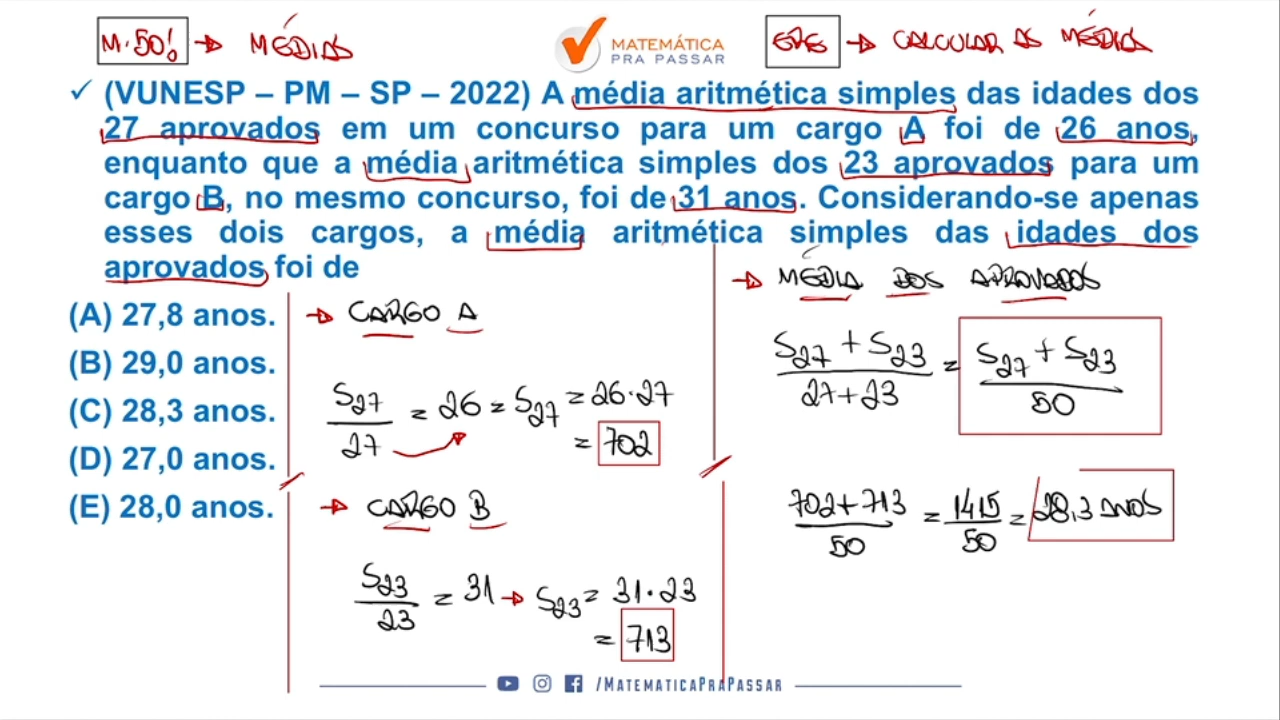 M.50! → MÉDIAS
MATEMÁTICA
PRA PASSAR
→ CALCULAR AS MÉDIAS
✓ (VUNESP – PM – SP – 2022) A média aritmética simples das idades dos
27 aprovados em um concurso para um cargo A foi de 26 anos,
enquanto que a média aritmética simples dos 23 aprovados para um
cargo B, no mesmo concurso, foi de 31 anos. Considerando-se apenas
esses dois cargos, a média aritmética simples das idades dos
aprovados foi de
(A) 27,8 anos.
(B) 29,0 anos.
(C) 28,3 anos.
(D) 27,0 anos.
(E) 28,0 anos.
→ CARGO A
S27/27 = 26 = S27 = 26.27
= 702
→ CARGO B
S23/23 = 31 → S23 = 31.23
= 713
→ MÉDIA DOS APROVADOS
S27 + S23/27+23 = S27 + S23/50
702+713/50 = 1415/50 = 28,3 ANOS
/MATEMATICAPRAPASSAR